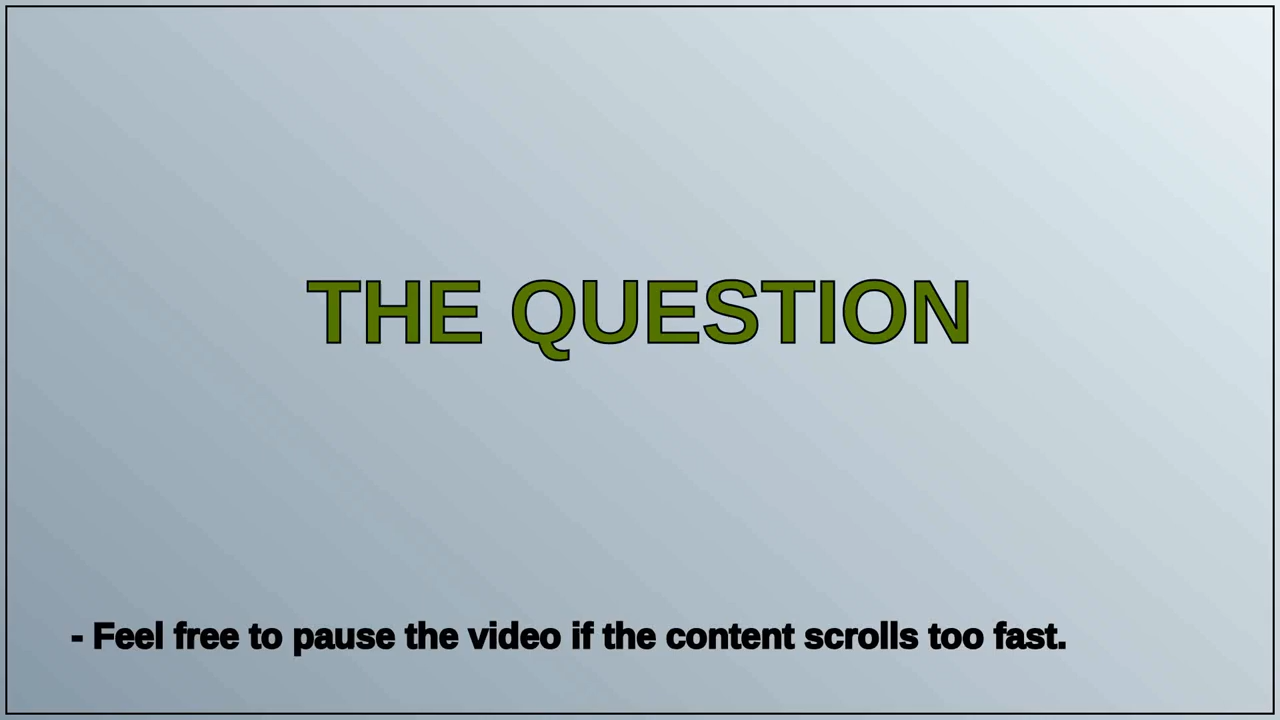 THE QUESTION
- Feel free to pause the video if the content scrolls too fast.